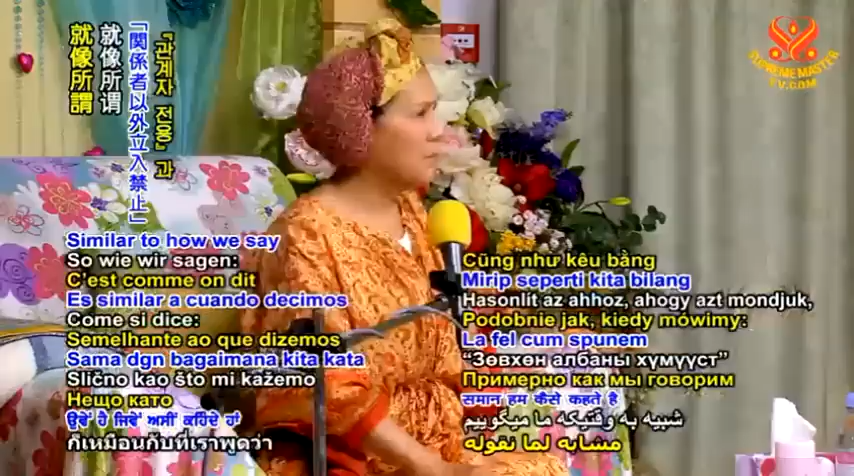 『관계자 전용』과
「関係者以外立入禁止」
就像所谓
就像所謂
SUPREME MASTER
TV.COM
Similar to how we say
So wie wir sagen:
C'est comme on dit
Es similar a cuando decimos
Come si dice:
Semelhante ao que dizemos
Sama dgn bagaimana kita kata
Slično kao što mi kažemo
Нещо като
ਉਵੇਂ ਹੈ ਜਿਵੇਂ ਅਸੀਂ ਕਹਿੰਦੇ ਹਾਂ
ก็เหมือนกับที่เราพูดว่า
Cũng như kêu bằng
Mirip seperti kita bilang
Hasonlít az ahhoz, ahogy azt mondjuk,
Podobnie jak, kiedy mówimy:
La fel cum spunem
“Зөвхөн албаны хүмүүст”
Примерно как мы говорим
समान हम कैसे कहते हैं
شبیه به وقتیکه ما میگوییم
مشابه لما نقوله